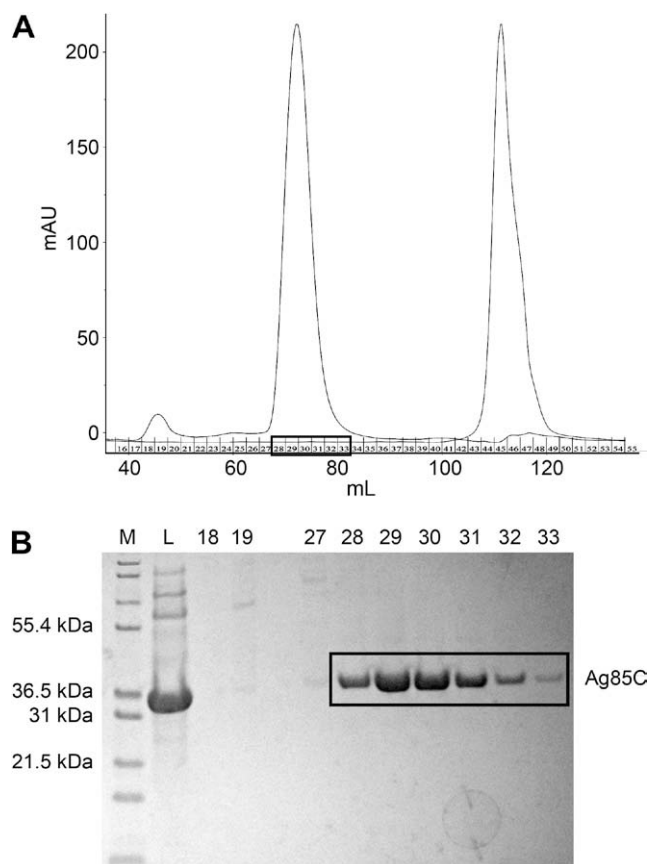 A
200
150
100
50
0
mAU
16 17 18 19 20 21 22 23 24 25 26 27 28 29 30 31 32 33 34 35 36 37 38 39 40 41 42 43 44 45 46 47 48 49 50 51 52 53 54 55
40 60 80 100 120
mL
B
M L 18 19 27 28 29 30 31 32 33
55.4 kDa
36.5 kDa
31 kDa
21.5 kDa
Ag85C